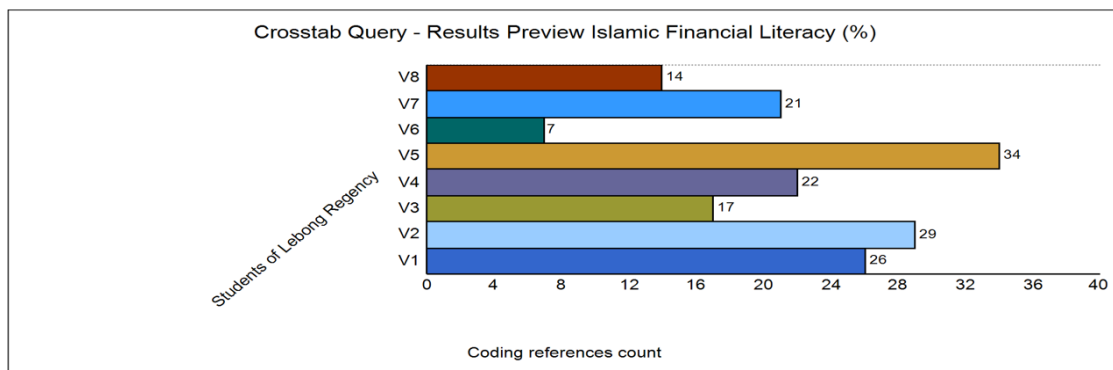 Crosstab Query - Results Preview Islamic Financial Literacy (%)
V8 14
V7 21
V6 7
V5 34
V4 22
V3 17
V2 29
V1 26
Students of Lebong Regency
0 4 8 12 16 20 24 28 32 36 40
Coding references count